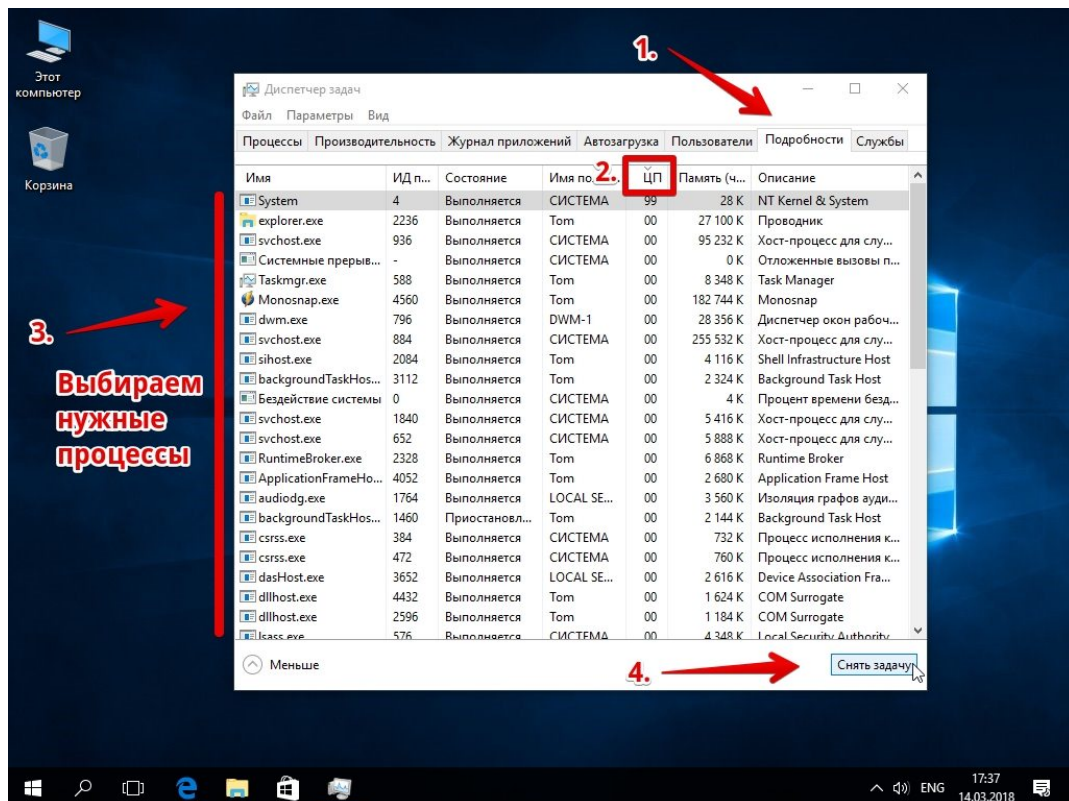 Этот
компьютер
Корзина
1.
Диспетчер задач
Файл Параметры Вид
Процессы Производительность Журнал приложений Автозагрузка Пользователи Подробности Службы
2.
Имя ИД п... Состояние Имя по... ЦП Память (ч... Описание
System 4 Выполняется СИСТЕМА 99 28 K NT Kernel & System
explorer.exe 2236 Выполняется Tom 00 27 100 K Проводник
svchost.exe 936 Выполняется СИСТЕМА 00 95 232 K Хост-процесс для слу...
Системные прерыв... - Выполняется СИСТЕМА 00 0 K Отложенные вызовы п...
Taskmgr.exe 588 Выполняется Tom 00 8 348 K Task Manager
Monosnap.exe 4560 Выполняется Tom 00 182 744 K Monosnap
dwm.exe 796 Выполняется DWM-1 00 28 356 K Диспетчер окон рабоч...
svchost.exe 884 Выполняется СИСТЕМА 00 255 532 K Хост-процесс для слу...
sihost.exe 2084 Выполняется Tom 00 4 116 K Shell Infrastructure Host
backgroundTaskHos... 3112 Выполняется Tom 00 2 324 K Background Task Host
Бездействие системы 0 Выполняется СИСТЕМА 00 4 K Процент времени безд...
svchost.exe 1840 Выполняется СИСТЕМА 00 5 416 K Хост-процесс для слу...
svchost.exe 652 Выполняется СИСТЕМА 00 5 888 K Хост-процесс для слу...
RuntimeBroker.exe 2328 Выполняется Tom 00 6 868 K Runtime Broker
ApplicationFrameHo... 4052 Выполняется Tom 00 2 680 K Application Frame Host
audiodg.exe 1764 Выполняется LOCAL SE... 00 3 560 K Изоляция графов ауди...
backgroundTaskHos... 1460 Приостановл... Tom 00 2 144 K Background Task Host
csrss.exe 384 Выполняется СИСТЕМА 00 732 K Процесс исполнения к...
csrss.exe 472 Выполняется СИСТЕМА 00 760 K Процесс исполнения к...
dasHost.exe 3652 Выполняется LOCAL SE... 00 2 616 K Device Association Fra...
dllhost.exe 4432 Выполняется Tom 00 1 624 K COM Surrogate
dllhost.exe 2596 Выполняется Tom 00 1 184 K COM Surrogate
lsass.exe 576 Выполняется СИСТЕМА 00 4 348 K Local Security Authority
3.
Выбираем
нужные
процессы
Меньше
4.
Снять задачу
ENG
17:37
14.03.2018